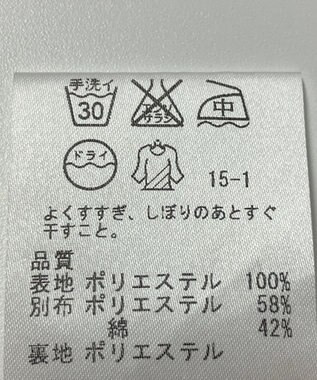 手洗イ
30
エンソ
サラシ
中
ドライ
15-1
よくすすぎ、しぼりのあとすぐ
干すこと。
品質
表地 ポリエステル 100%
別布 ポリエステル 58%
綿 42%
裏地 ポリエステル